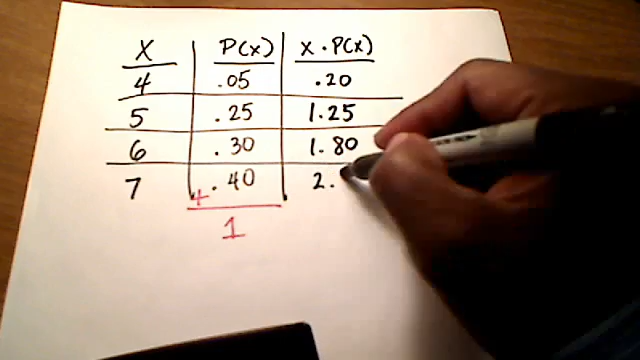 X P(x) X · P(x)
4 .05 .20
5 .25 1.25
6 .30 1.80
7 + .40 2.
1